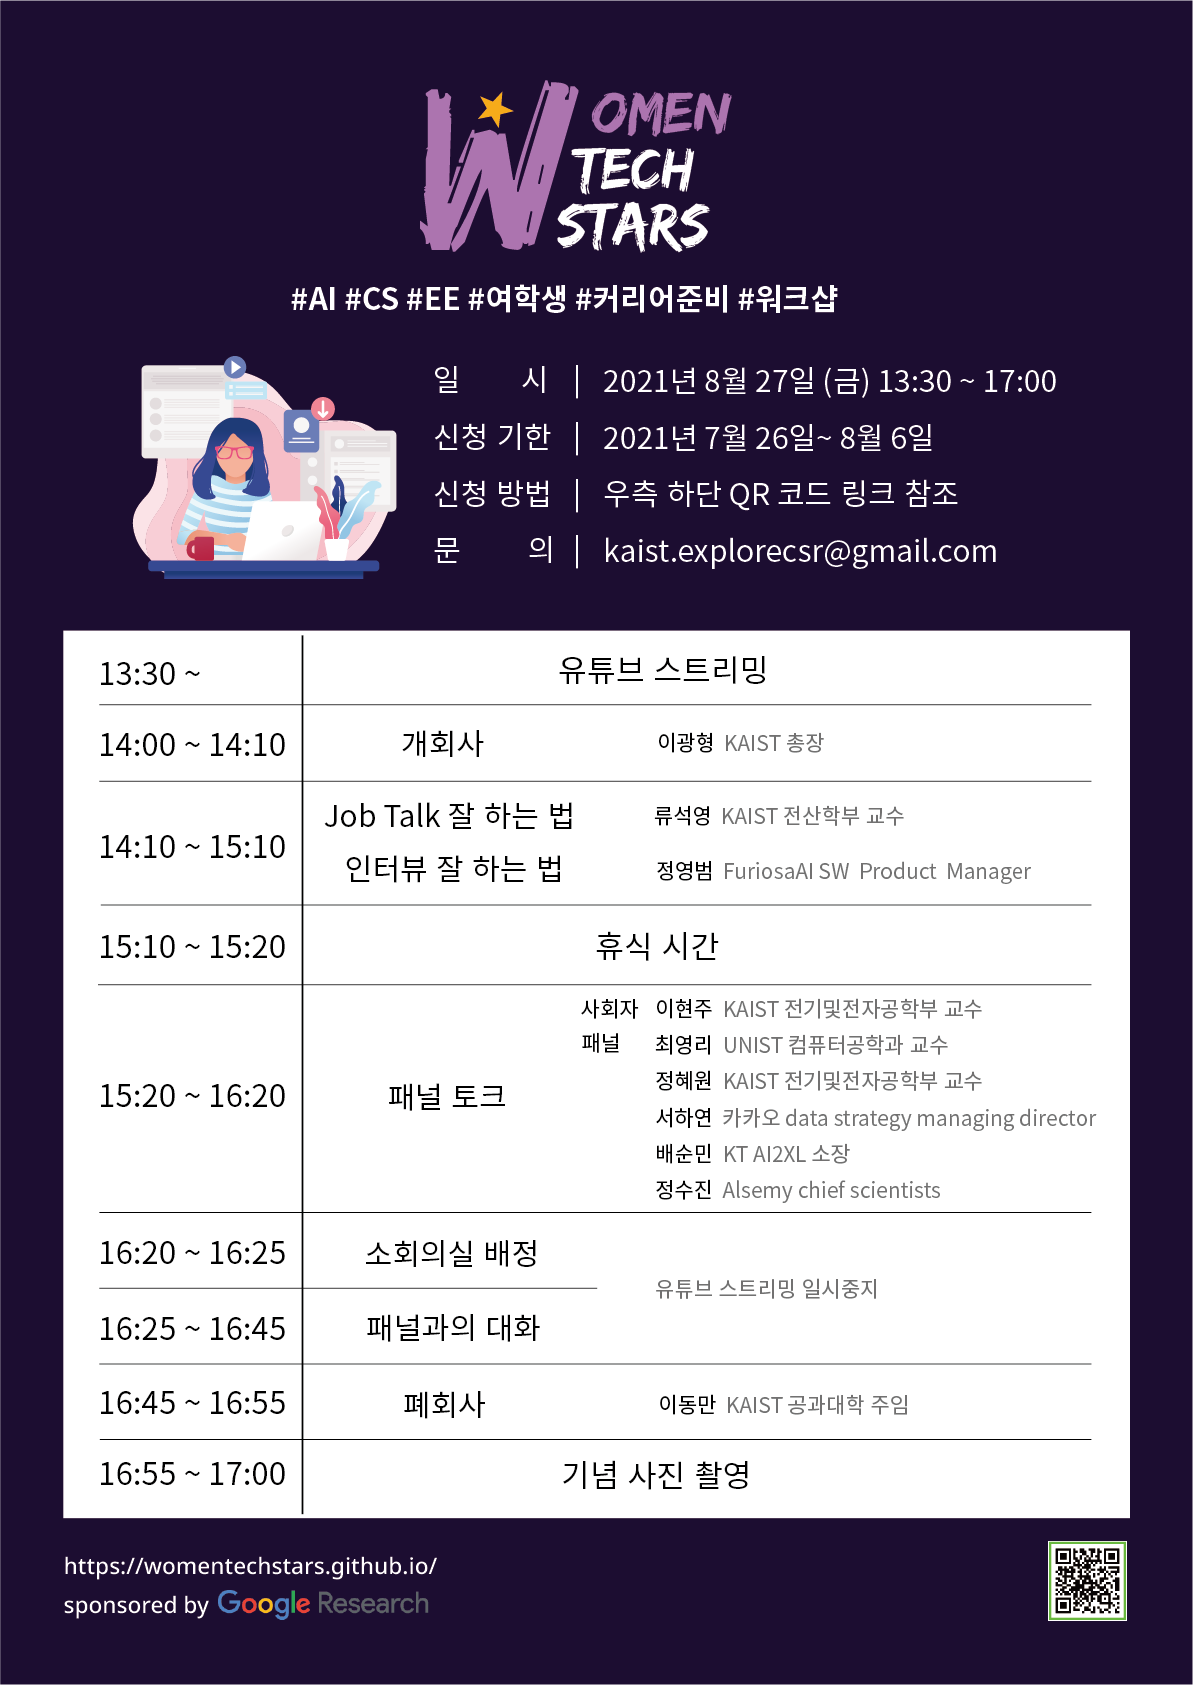 WOMEN
TECH
STARS
#AI #CS #EE #여학생 #커리어준비 #워크샵
일 시 | 2021년 8월 27일 (금) 13:30 ~ 17:00
신청 기한 | 2021년 7월 26일~ 8월 6일
신청 방법 | 우측 하단 QR 코드 링크 참조
문 의 | kaist.explorecsr@gmail.com
13:30 ~ 유튜브 스트리밍
14:00 ~ 14:10 개회사 이광형 KAIST 총장
14:10 ~ 15:10 Job Talk 잘 하는 법 류석영 KAIST 전산학부 교수
인터뷰 잘 하는 법 정영범 FuriosaAI SW Product Manager
15:10 ~ 15:20 휴식 시간
15:20 ~ 16:20 패널 토크 사회자 이현주 KAIST 전기및전자공학부 교수
패널 최영리 UNIST 컴퓨터공학과 교수
정혜원 KAIST 전기및전자공학부 교수
서하연 카카오 data strategy managing director
배순민 KT AI2XL 소장
정수진 Alsemy chief scientists
16:20 ~ 16:25 소회의실 배정
유튜브 스트리밍 일시중지
16:25 ~ 16:45 패널과의 대화
16:45 ~ 16:55 폐회사 이동만 KAIST 공과대학 주임
16:55 ~ 17:00 기념 사진 촬영
https://womentechstars.github.io/
sponsored by Google Research